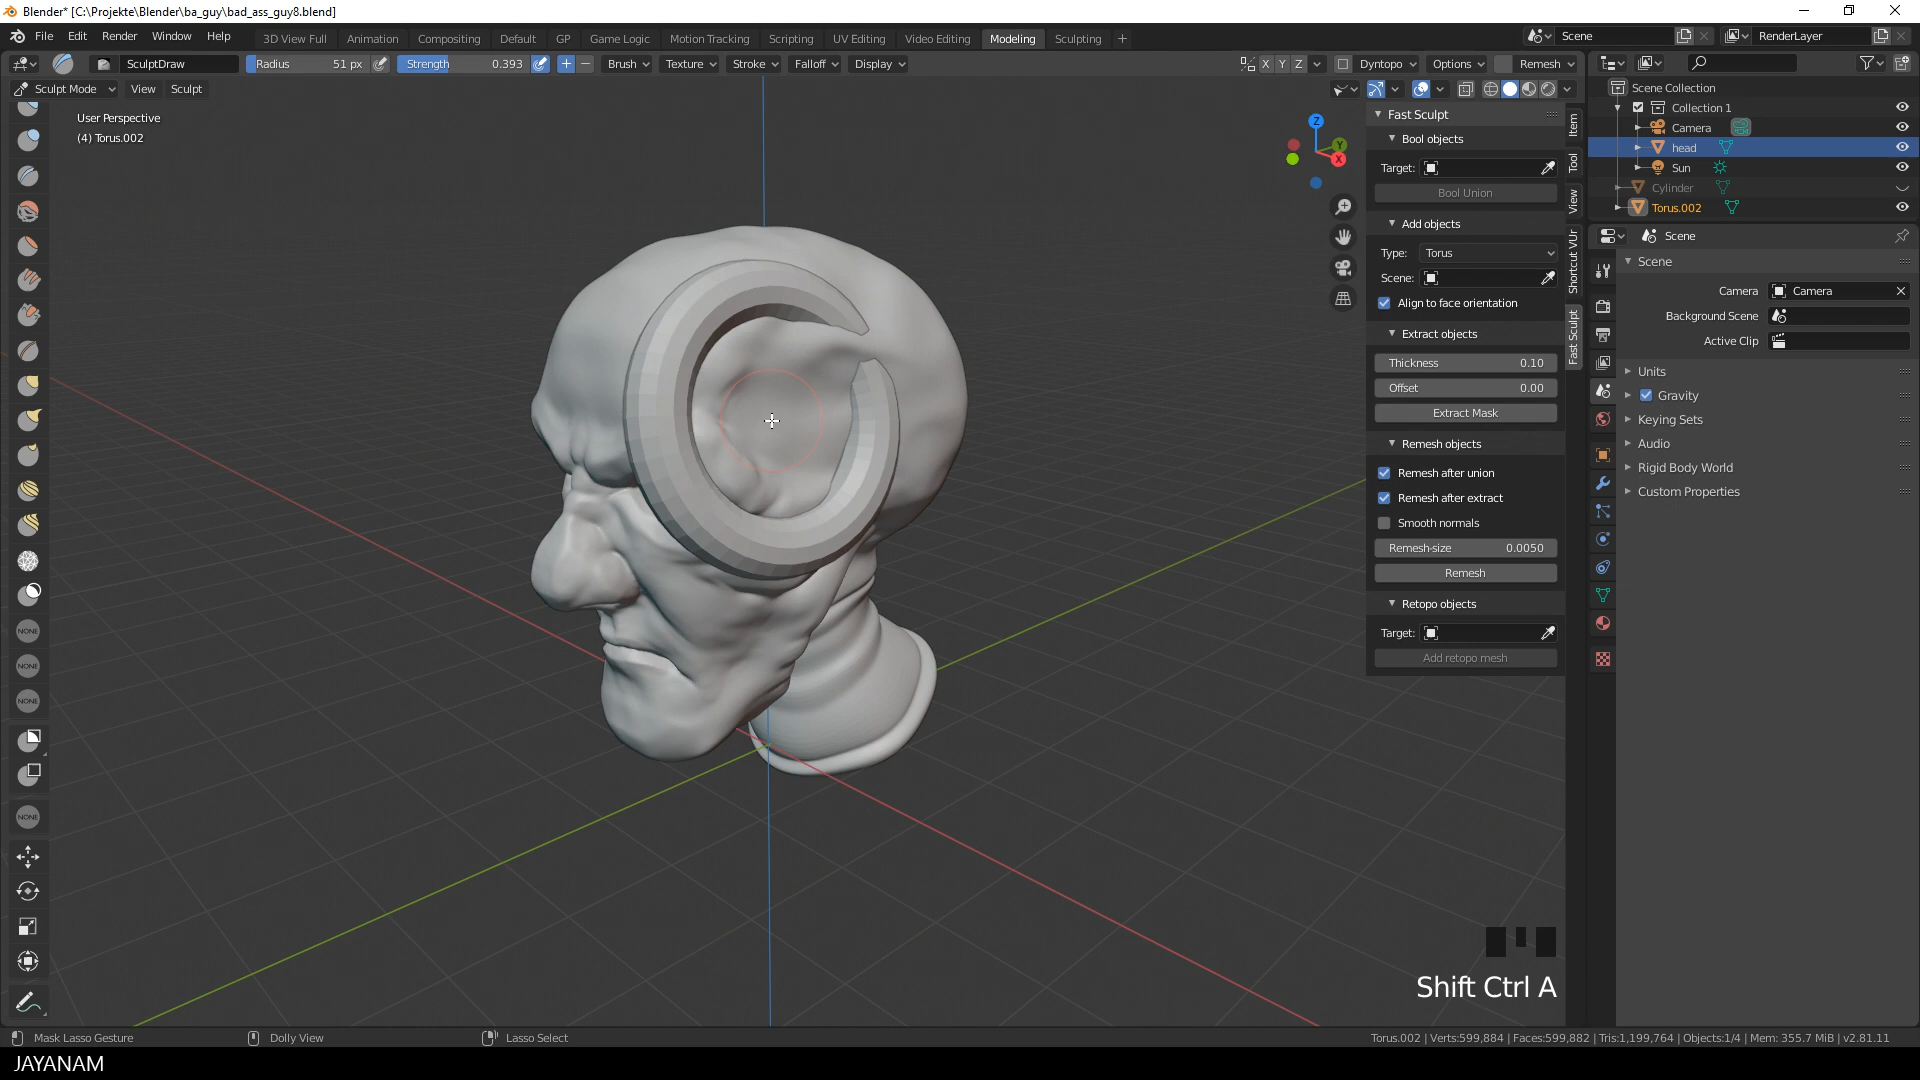 Blender* [C:\Projekte\Blender\ba_guy\bad_ass_guy8.blend]
File Edit Render Window Help 3D View Full Animation Compositing Default GP Game Logic Motion Tracking Scripting UV Editing Video Editing Modeling Sculpting + Scene RenderLayer
SculptDraw Radius 51 px Strength 0.393 Brush Texture Stroke Falloff Display X Y Z Dyntopo Options Remesh
Sculpt Mode View Sculpt
User Perspective
(4) Torus.002
Z
Y
X
NONE
NONE
NONE
NONE
Fast Sculpt
Bool objects
Target:
Bool Union
Add objects
Type: Torus
Scene:
Align to face orientation
Extract objects
Thickness 0.10
Offset 0.00
Extract Mask
Remesh objects
Remesh after union
Remesh after extract
Smooth normals
Remesh-size 0.0050
Remesh
Retopo objects
Target:
Add retopo mesh
Item
Tool
View
Shortcut VUr
Fast Sculpt
Scene Collection
Collection 1
Camera
head
Sun
Cylinder
Torus.002
Scene
Scene
Camera Camera
Background Scene
Active Clip
Units
Gravity
Keying Sets
Audio
Rigid Body World
Custom Properties
Shift Ctrl A
Mask Lasso Gesture Dolly View Lasso Select Torus.002 | Verts:599,884 | Faces:599,882 | Tris:1,199,764 | Objects:1/4 | Mem: 355.7 MiB | v2.81.11
JAYANAM